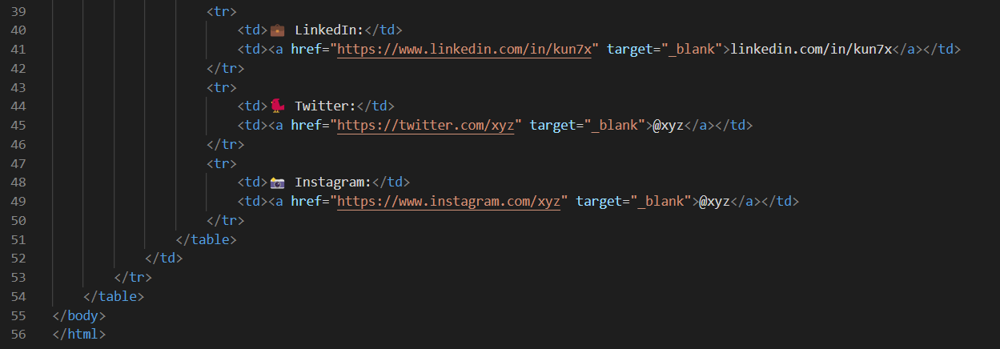 39 <tr>
40 <td>💼 LinkedIn:</td>
41 <td><a href="https://www.linkedin.com/in/kun7x" target="_blank">linkedin.com/in/kun7x</a></td>
42 </tr>
43 <tr>
44 <td>🐦 Twitter:</td>
45 <td><a href="https://twitter.com/xyz" target="_blank">@xyz</a></td>
46 </tr>
47 <tr>
48 <td>📷 Instagram:</td>
49 <td><a href="https://www.instagram.com/xyz" target="_blank">@xyz</a></td>
50 </tr>
51 </table>
52 </td>
53 </tr>
54 </table>
55 </body>
56 </html>